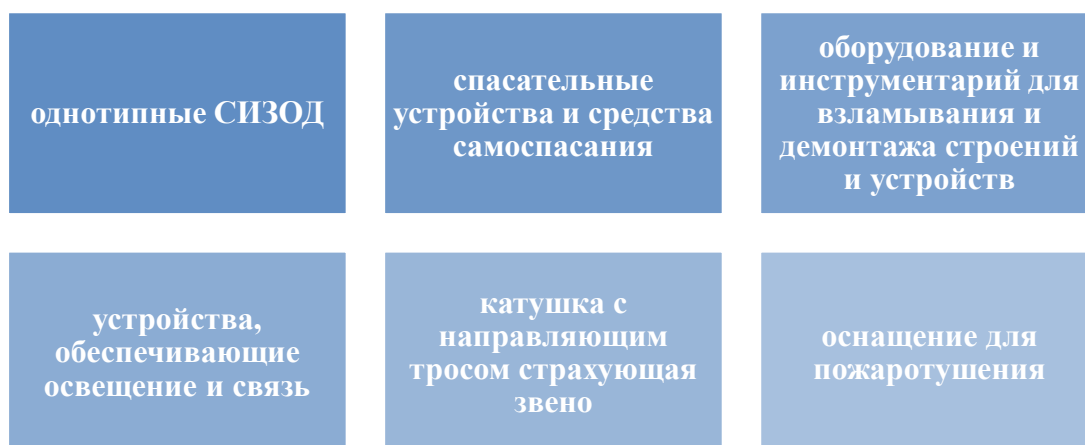 однотипные СИЗОД
спасательные
устройства и средства
самоспасания
оборудование и
инструментарий для
взламывания и
демонтажа строений
и устройств
устройства,
обеспечивающие
освещение и связь
катушка с
направляющим
тросом страхующая
звено
оснащение для
пожаротушения